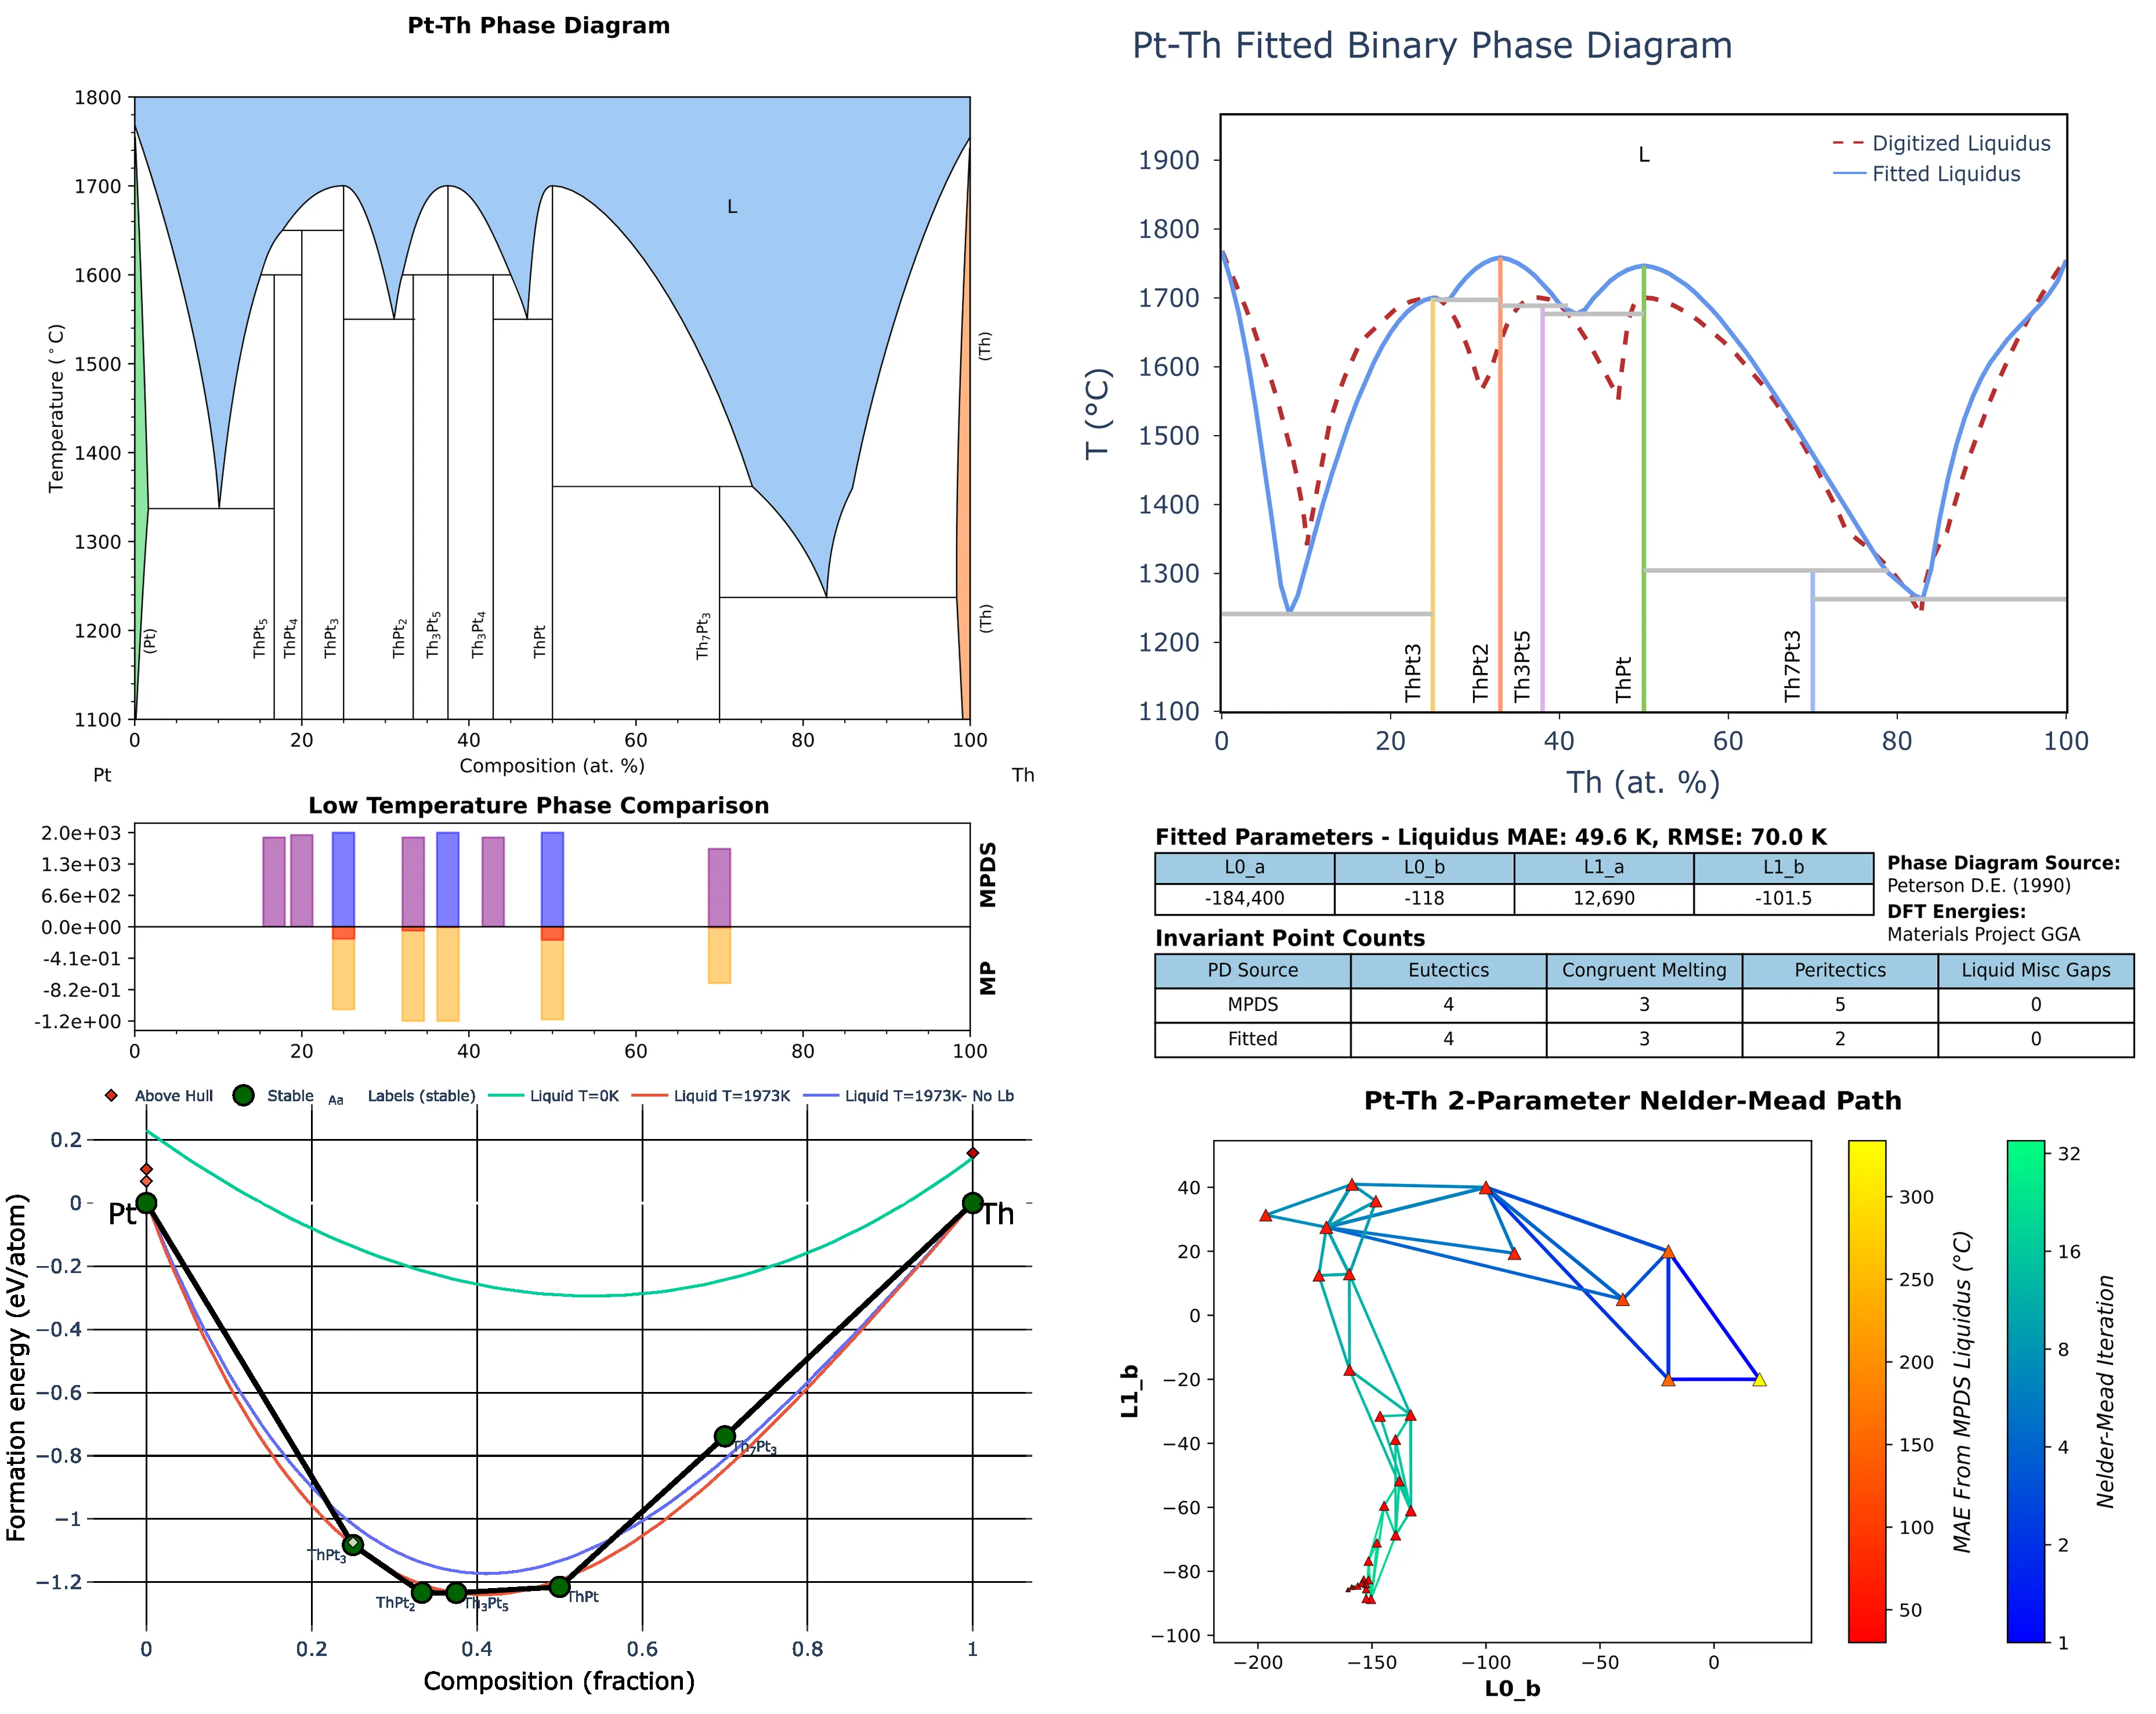 Pt-Th Phase Diagram
1800
1700
1600
1500
1400
1300
1200
1100
Temperature (°C)
L
(Pt)
ThPt5
ThPt4
ThPt3
ThPt2
Th3Pt5
Th3Pt4
ThPt
Th7Pt3
(Th)
(Th)
0 20 40 60 80 100
Composition (at. %)
Pt Th
Low Temperature Phase Comparison
2.0e+03
1.3e+03
6.6e+02
0.0e+00
-4.1e-01
-8.2e-01
-1.2e+00
MPDS
MP
0 20 40 60 80 100
Above Hull Stable Aa Labels (stable) Liquid T=0K Liquid T=1973K Liquid T=1973K- No Lb
0.2
0
−0.2
−0.4
−0.6
−0.8
−1
−1.2
Formation energy (eV/atom)
Pt
Th
Th7Pt3
ThPt3
ThPt2
Th3Pt5
ThPt
0 0.2 0.4 0.6 0.8 1
Composition (fraction)
Pt-Th Fitted Binary Phase Diagram
1900
1800
1700
1600
1500
1400
1300
1200
1100
T (°C)
L
Digitized Liquidus
Fitted Liquidus
ThPt3
ThPt2
Th3Pt5
ThPt
Th7Pt3
0 20 40 60 80 100
Th (at. %)
Fitted Parameters - Liquidus MAE: 49.6 K, RMSE: 70.0 K
L0_a L0_b L1_a L1_b
-184,400 -118 12,690 -101.5
Phase Diagram Source:
Peterson D.E. (1990)
DFT Energies:
Materials Project GGA
Invariant Point Counts
PD Source Eutectics Congruent Melting Peritectics Liquid Misc Gaps
MPDS 4 3 5 0
Fitted 4 3 2 0
Pt-Th 2-Parameter Nelder-Mead Path
40
20
0
−20
−40
−60
−80
−100
L1_b
−200 −150 −100 −50 0
L0_b
300
250
200
150
100
50
MAE From MPDS Liquidus (°C)
32
16
8
4
2
1
Nelder-Mead Iteration